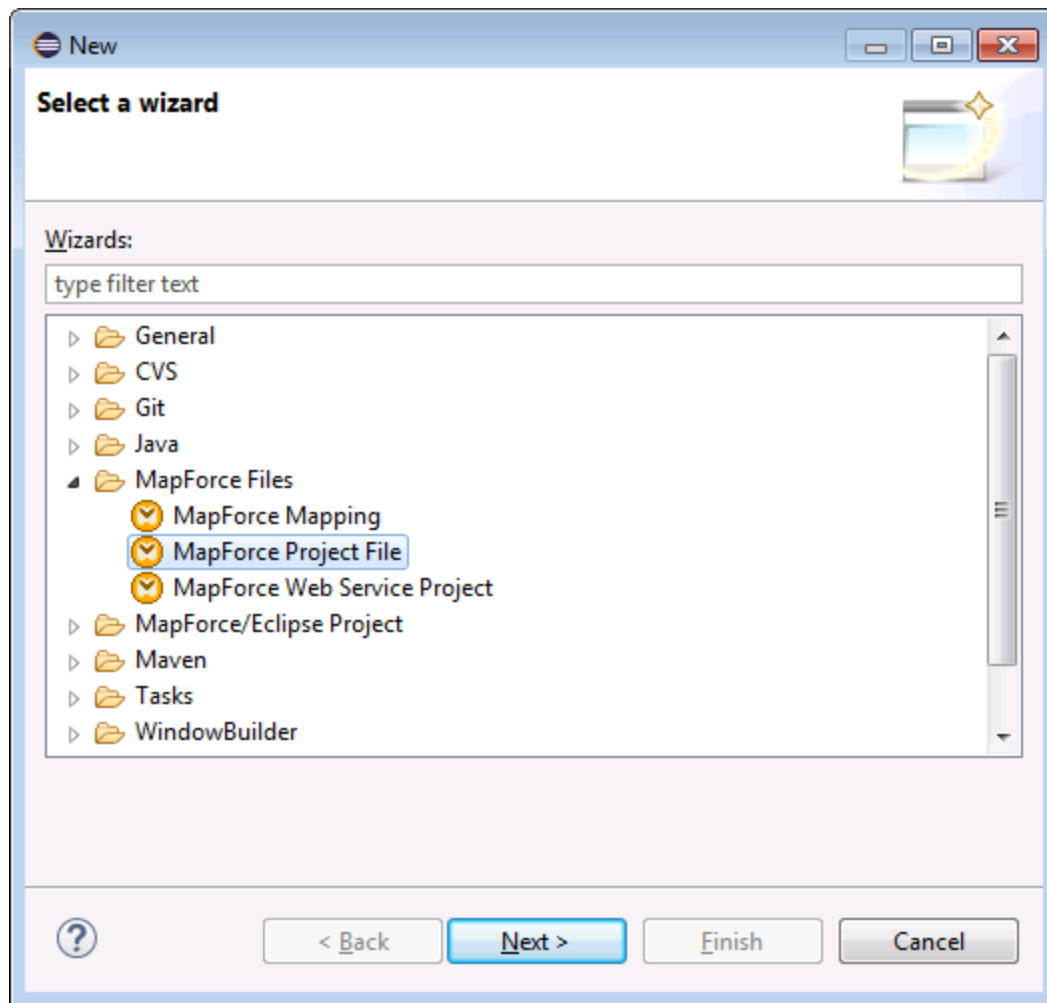 New
Select a wizard
Wizards:
type filter text
General
CVS
Git
Java
MapForce Files
MapForce Mapping
MapForce Project File
MapForce Web Service Project
MapForce/Eclipse Project
Maven
Tasks
WindowBuilder
? < Back Next > Finish Cancel